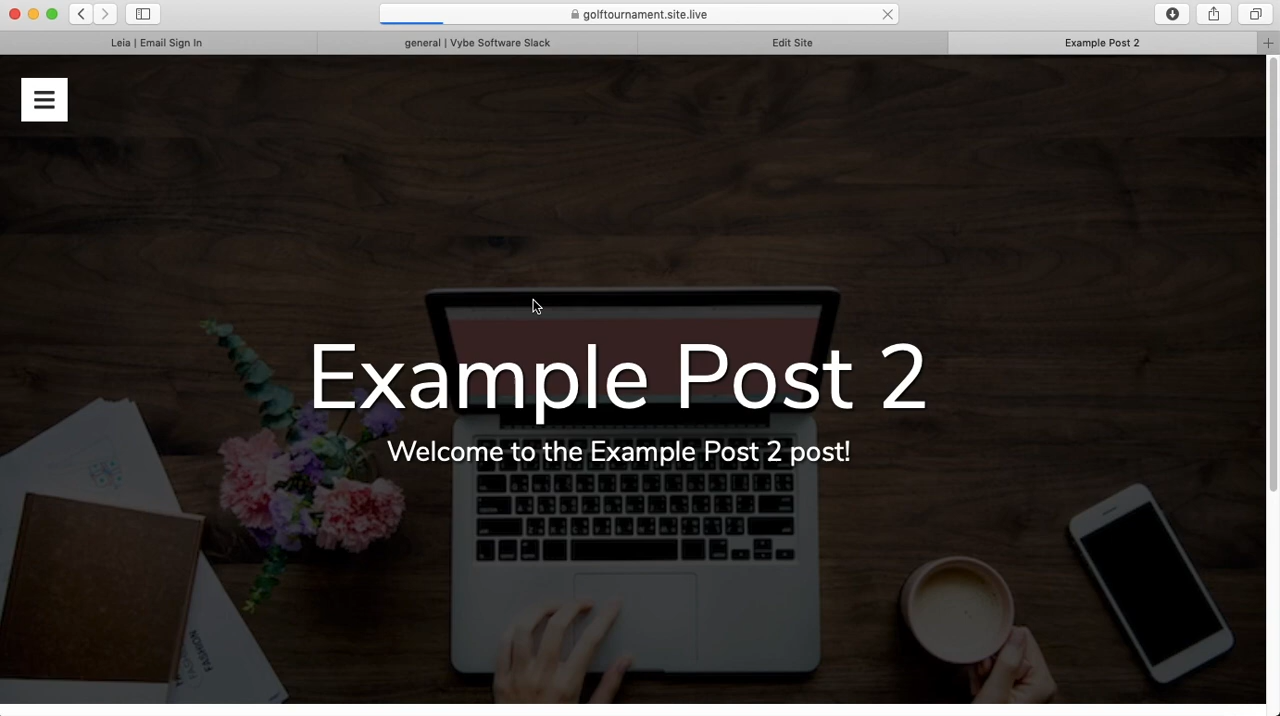 golftournament.site.live
Leia | Email Sign In
general | Vybe Software Slack
Edit Site
Example Post 2
Example Post 2
Welcome to the Example Post 2 post!
FASHION